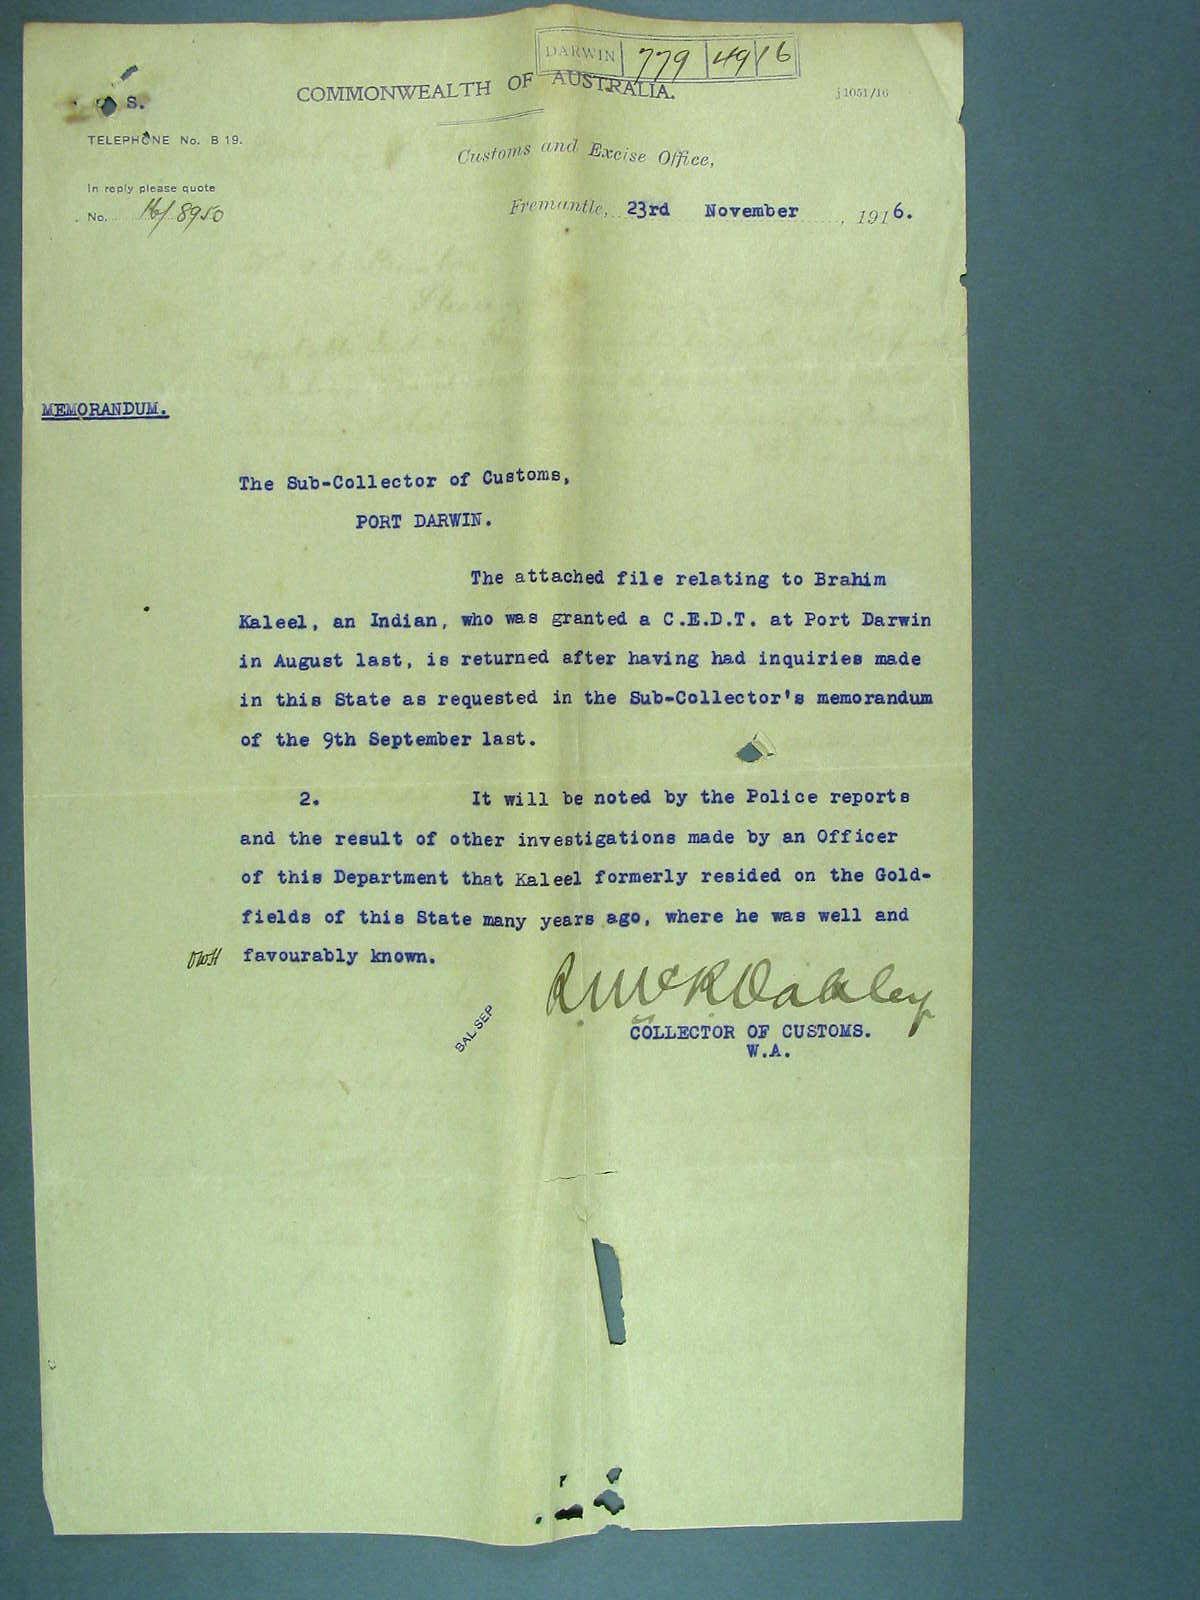 DARWIN 779 49 16
COMMONWEALTH OF AUSTRALIA.
j1051/16
S.
TELEPHONE No. B 19.
Customs and Excise Office,
In reply please quote
No. 16/8950
Fremantle, 23rd November, 1916.
MEMORANDUM.
The Sub-Collector of Customs,
PORT DARWIN.
The attached file relating to Brahim
Kaleel, an Indian, who was granted a C.E.D.T. at Port Darwin
in August last, is returned after having had inquiries made
in this State as requested in the Sub-Collector's memorandum
of the 9th September last.
2. It will be noted by the Police reports
and the result of other investigations made by an Officer
of this Department that Kaleel formerly resided on the Gold-
fields of this State many years ago, where he was well and
favourably known.
R McK Oakley
BAL SEP
COLLECTOR OF CUSTOMS.
W.A.